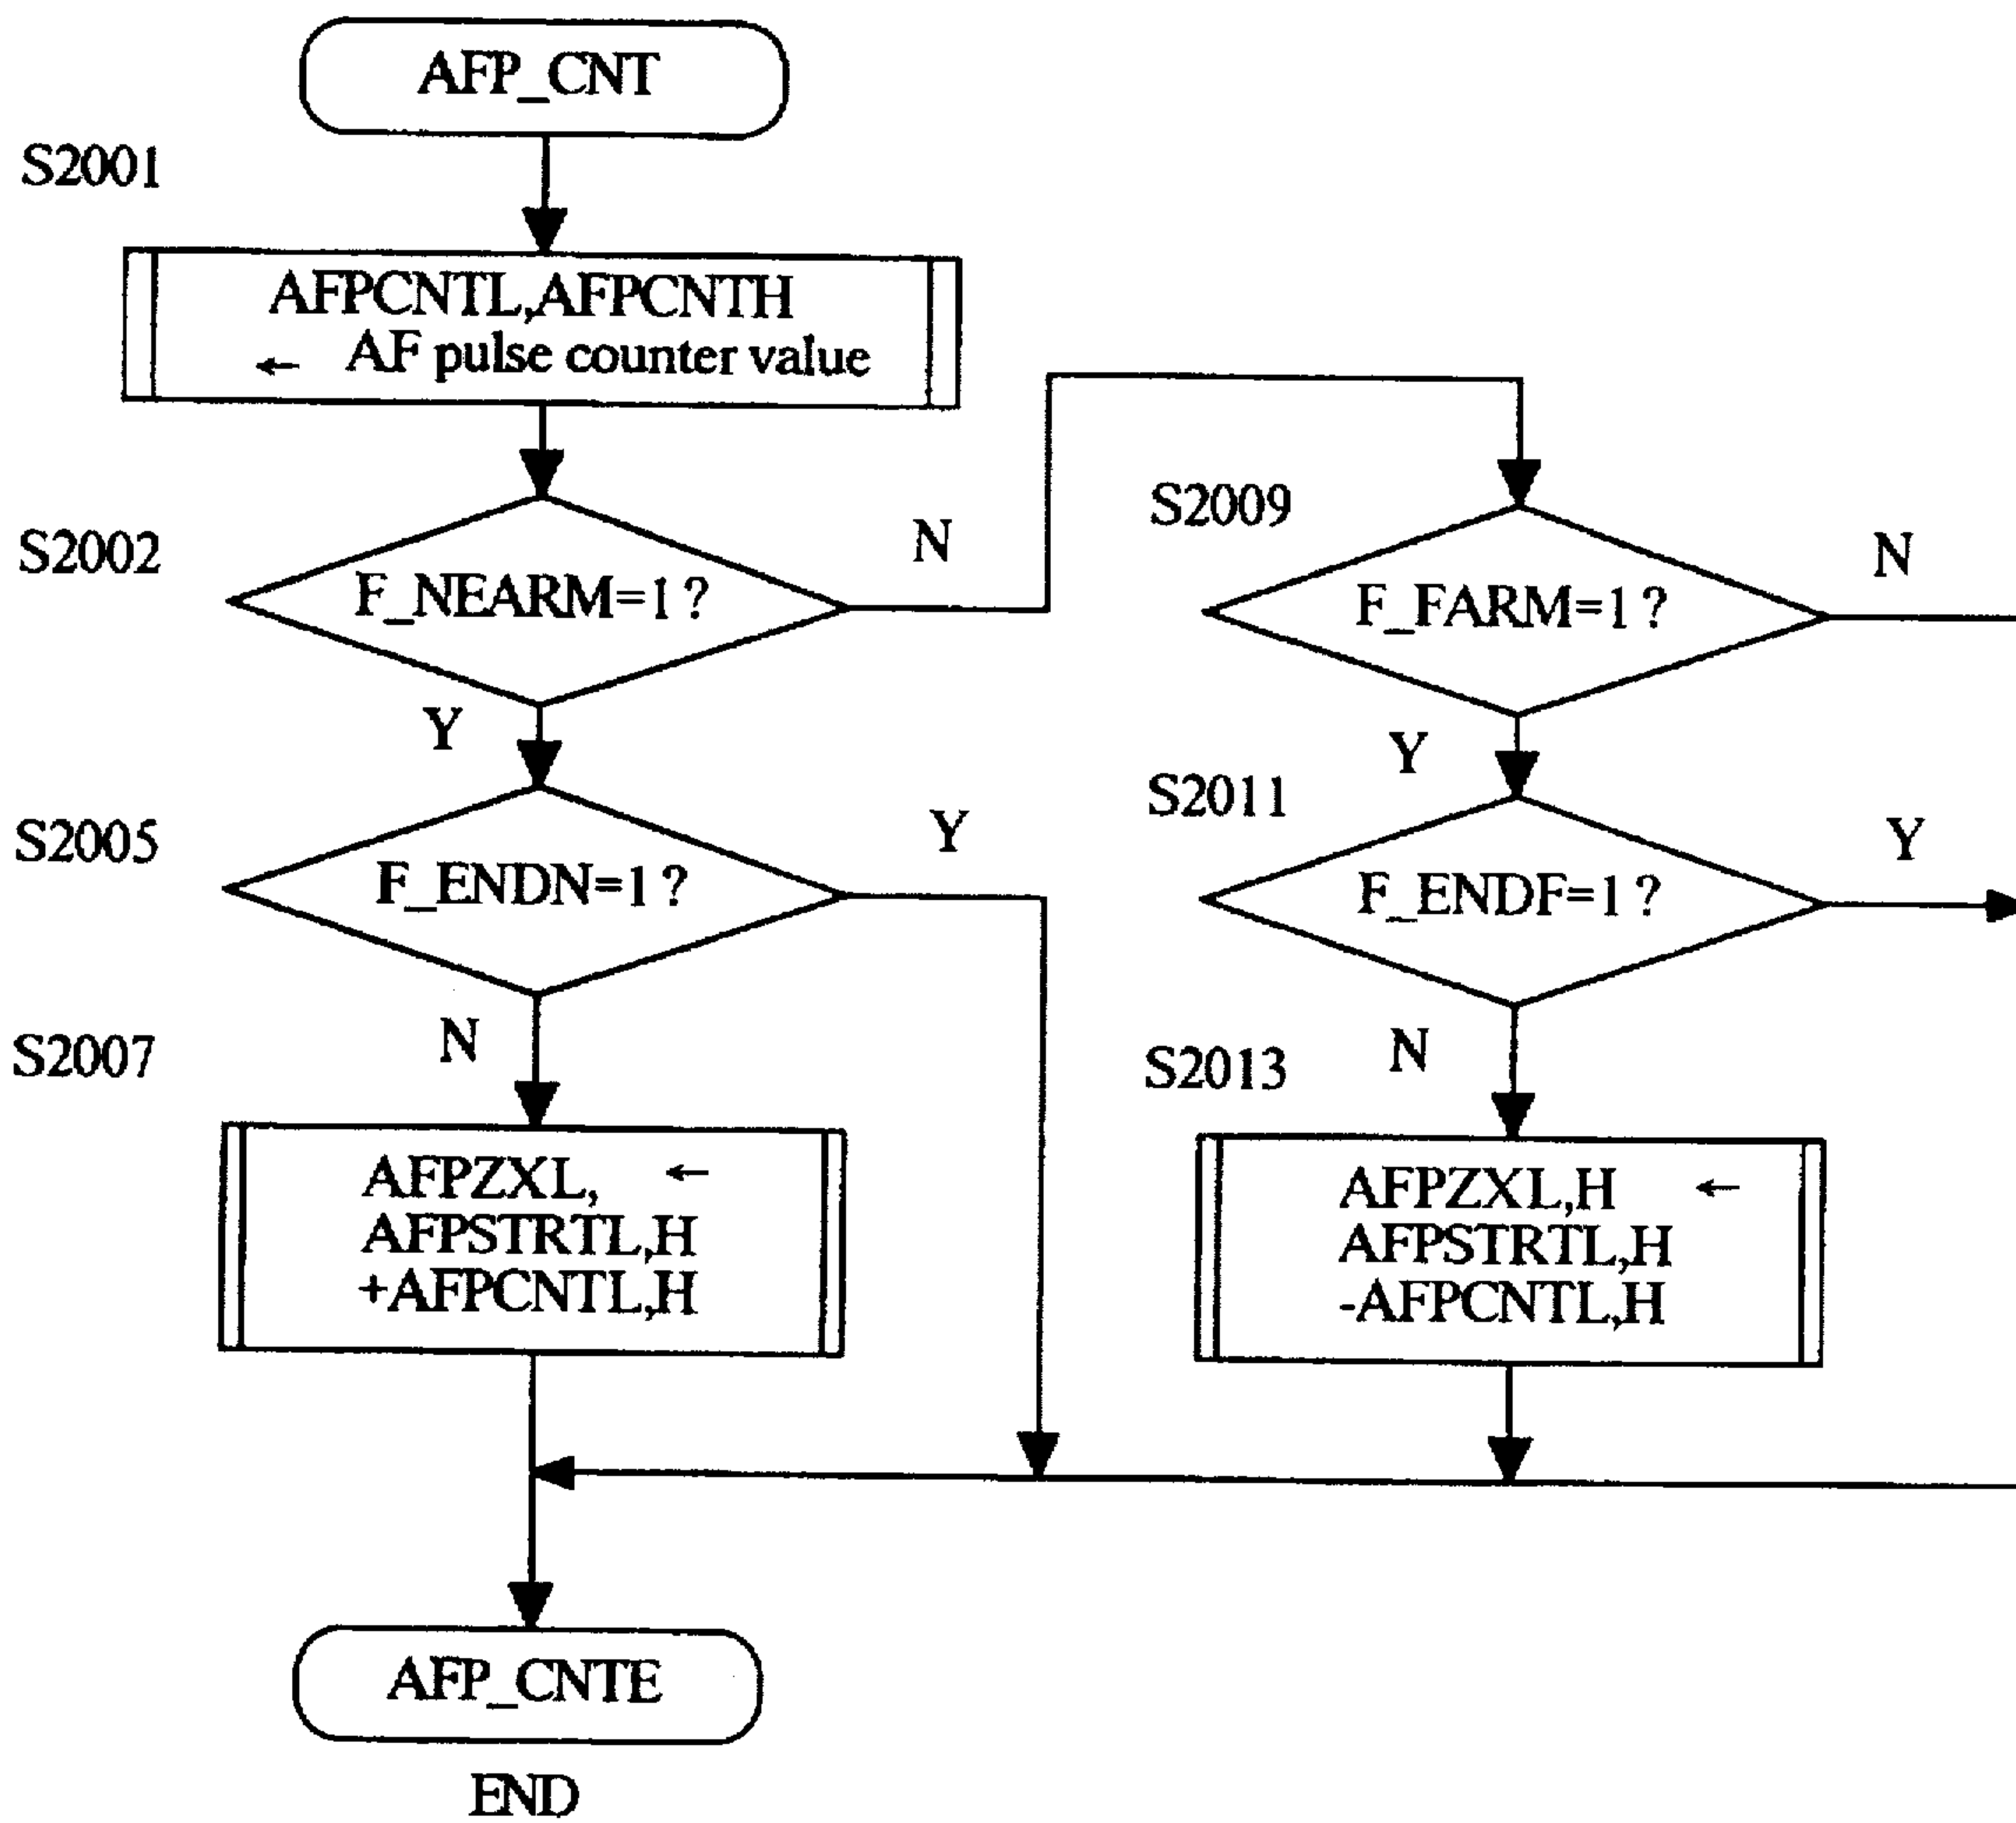 AFP_CNT
S2001
AFPCNTL,AFPCNTH
← AF pulse counter value
S2002
F_NEARM=1?
N
Y
S2005
F_ENDN=1?
Y
N
S2007
AFPZXL, ←
AFPSTRTL,H
+AFPCNTL,H
S2009
F_FARM=1?
N
Y
S2011
F_ENDF=1?
Y
N
S2013
AFPZXL,H ←
AFPSTRTL,H
-AFPCNTL,H
AFP_CNTE
END